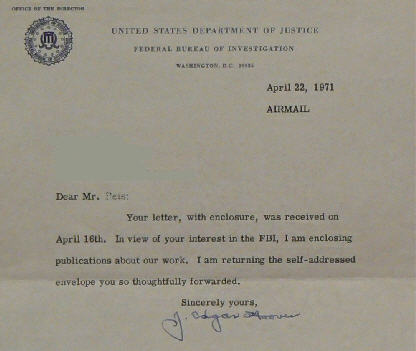 OFFICE OF THE DIRECTOR
UNITED STATES DEPARTMENT OF JUSTICE
FEDERAL BUREAU OF INVESTIGATION
WASHINGTON, D.C. 20535
April 22, 1971
AIRMAIL
Dear Mr.
Your letter, with enclosure, was received on
April 16th. In view of your interest in the FBI, I am enclosing
publications about our work. I am returning the self-addressed
envelope you so thoughtfully forwarded.
Sincerely yours,
J. Edgar Hoover